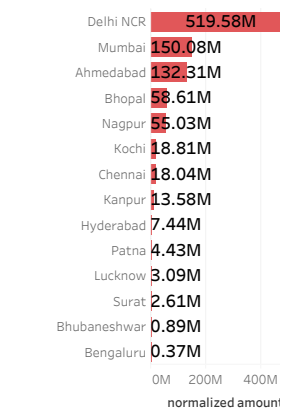 Delhi NCR 519.58M
Mumbai 150.08M
Ahmedabad 132.31M
Bhopal 58.61M
Nagpur 55.03M
Kochi 18.81M
Chennai 18.04M
Kanpur 13.58M
Hyderabad 7.44M
Patna 4.43M
Lucknow 3.09M
Surat 2.61M
Bhubaneshwar 0.89M
Bengaluru 0.37M
0M 200M 400M
normalized amount